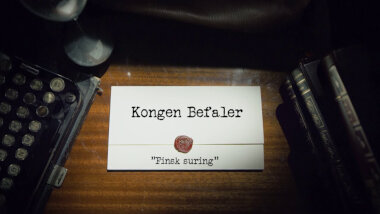 Kongen Befaler
"Finsk suring"